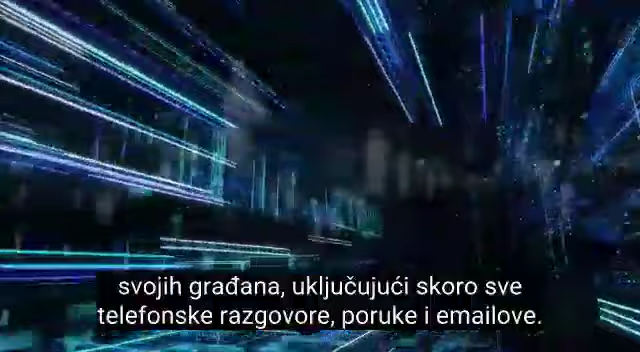 svojih građana, uključujući skoro sve
telefonske razgovore, poruke i emailove.